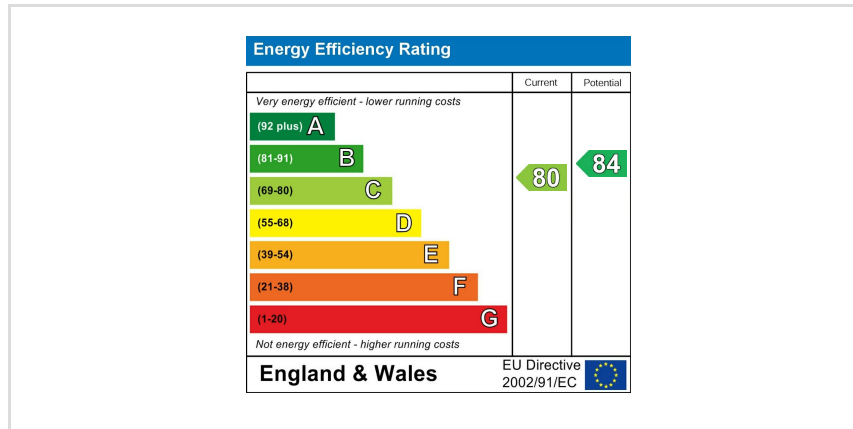 Energy Efficiency Rating
Current Potential
Very energy efficient - lower running costs
(92 plus) A
(81-91) B
(69-80) C
(55-68) D
(39-54) E
(21-38) F
(1-20) G
80
84
Not energy efficient - higher running costs
England & Wales
EU Directive
2002/91/EC